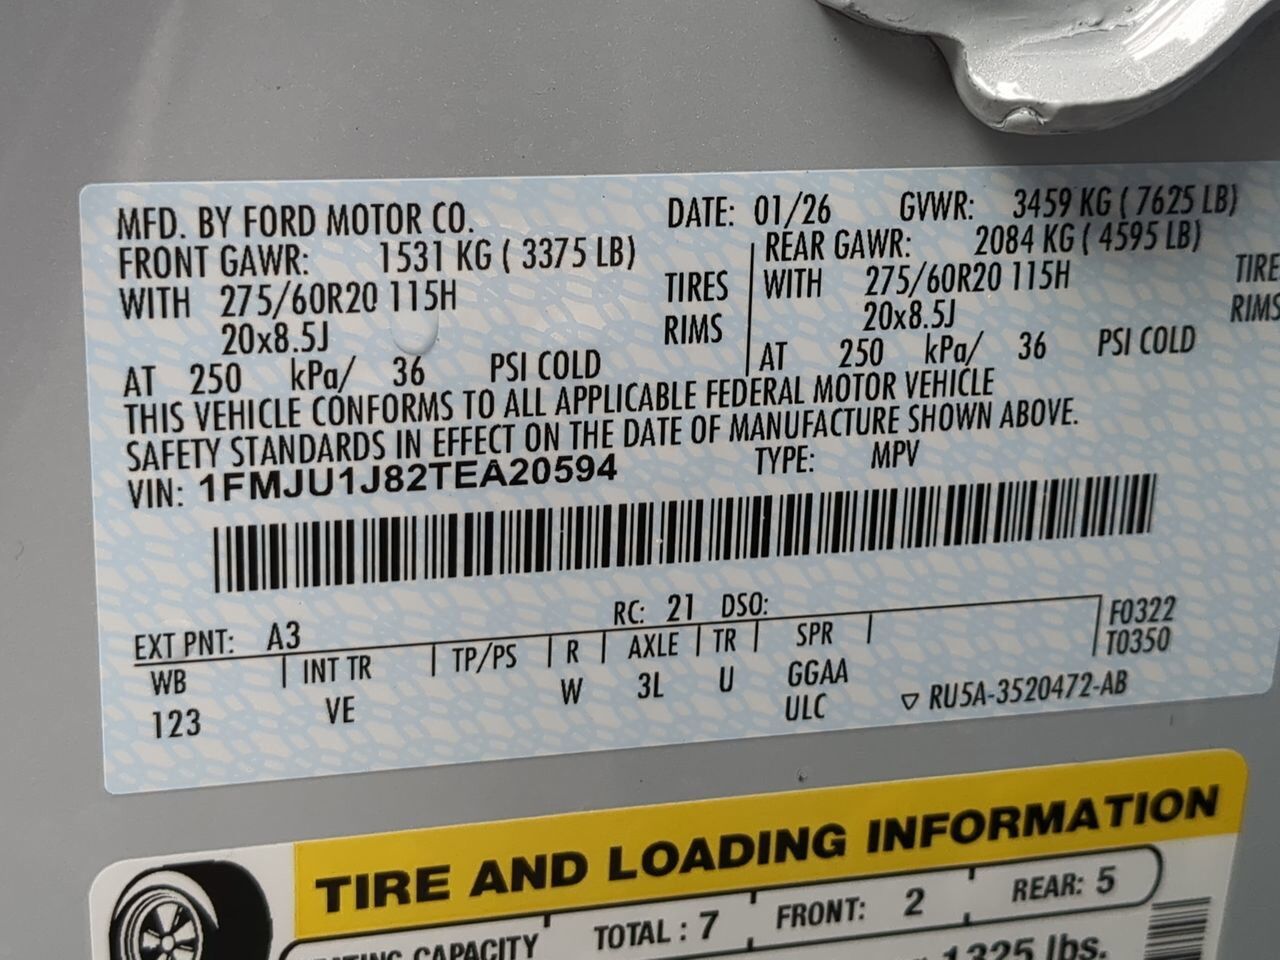 MFD. BY FORD MOTOR CO. DATE: 01/26 GVWR: 3459 KG ( 7625 LB)
FRONT GAWR: 1531 KG ( 3375 LB) REAR GAWR: 2084 KG ( 4595 LB)
WITH 275/60R20 115H TIRES WITH 275/60R20 115H TIRE
20x8.5J RIMS 20x8.5J RIMS
AT 250 kPa/ 36 PSI COLD AT 250 kPa/ 36 PSI COLD
THIS VEHICLE CONFORMS TO ALL APPLICABLE FEDERAL MOTOR VEHICLE
SAFETY STANDARDS IN EFFECT ON THE DATE OF MANUFACTURE SHOWN ABOVE.
VIN: 1FMJU1J82TEA20594 TYPE: MPV
EXT PNT: A3 RC: 21 DSO: F0322
WB INT TR TP/PS R AXLE TR SPR T0350
123 VE W 3L U GGAA
ULC ▽ RU5A-3520472-AB
TIRE AND LOADING INFORMATION
CAPACITY TOTAL : 7 FRONT: 2 REAR: 5
1325 lbs.